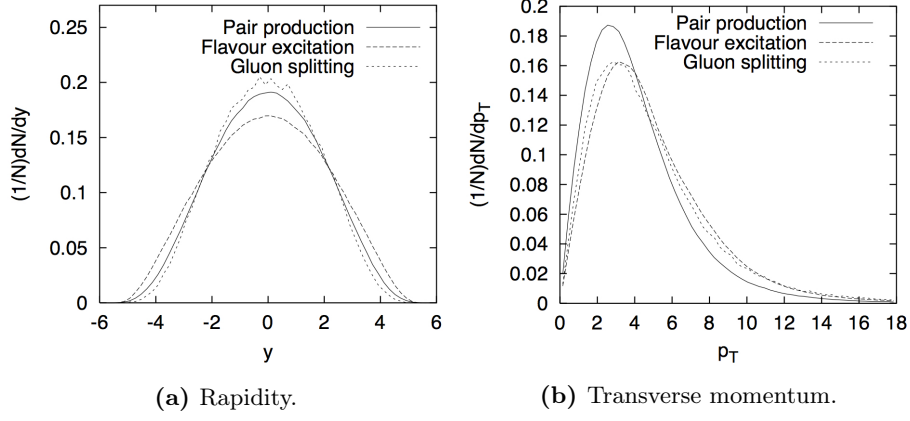 Pair production
Flavour excitation
Gluon splitting
(1/N)dN/dy
0.25
0.2
0.15
0.1
0.05
0
-6 -4 -2 0 2 4 6
y
(a) Rapidity.
Pair production
Flavour excitation
Gluon splitting
(1/N)dN/dpT
0.2
0.18
0.16
0.14
0.12
0.1
0.08
0.06
0.04
0.02
0
0 2 4 6 8 10 12 14 16 18
pT
(b) Transverse momentum.